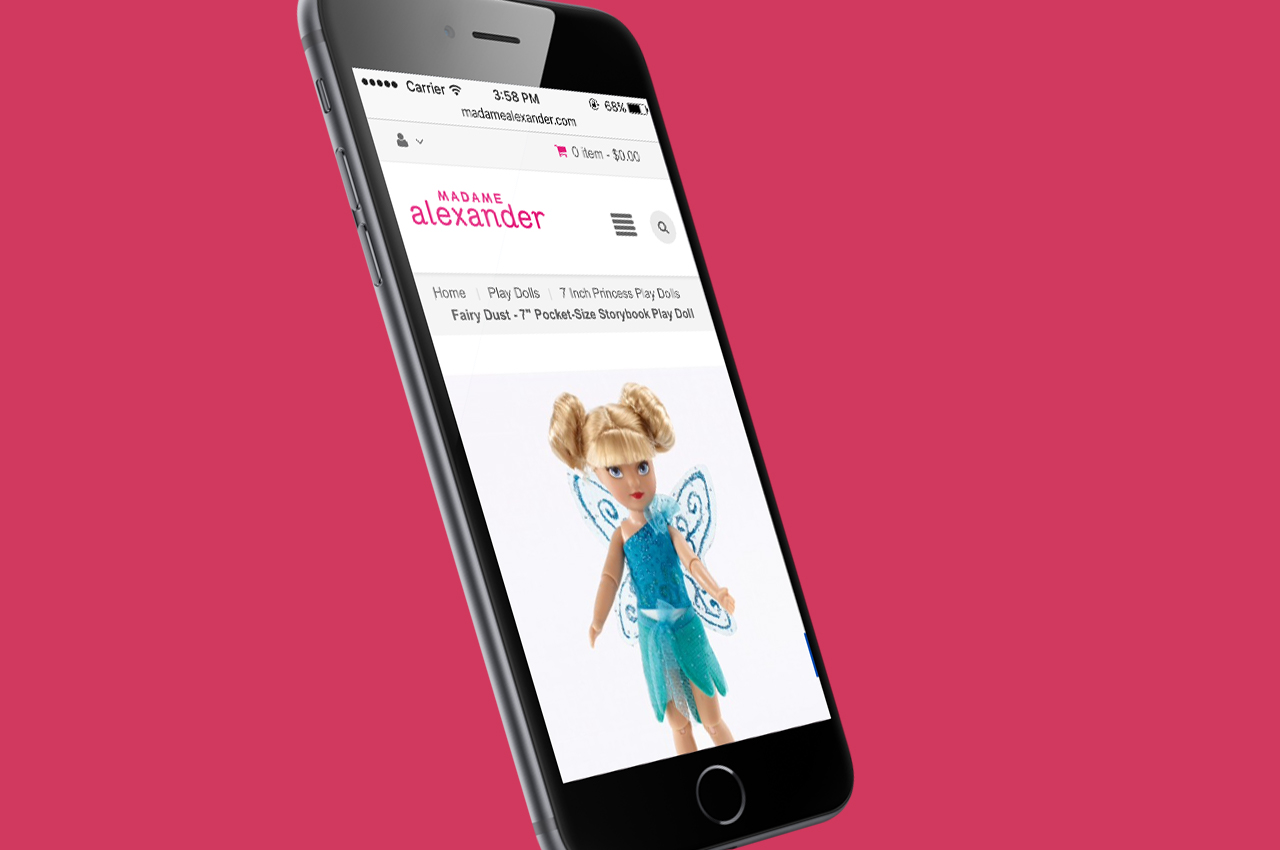 Carrier 3:58 PM 68%
madamealexander.com
0 item - $0.00
MADAME
alexander
Home Play Dolls 7 Inch Princess Play Dolls
Fairy Dust - 7" Pocket-Size Storybook Play Doll